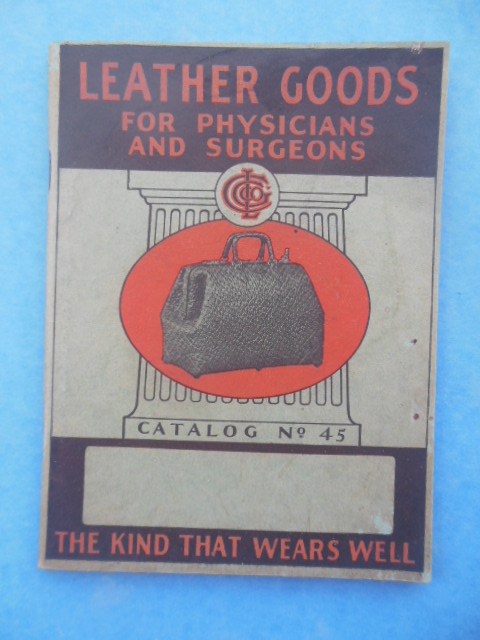 LEATHER GOODS
FOR PHYSICIANS
AND SURGEONS
CATALOG Nº 45
THE KIND THAT WEARS WELL